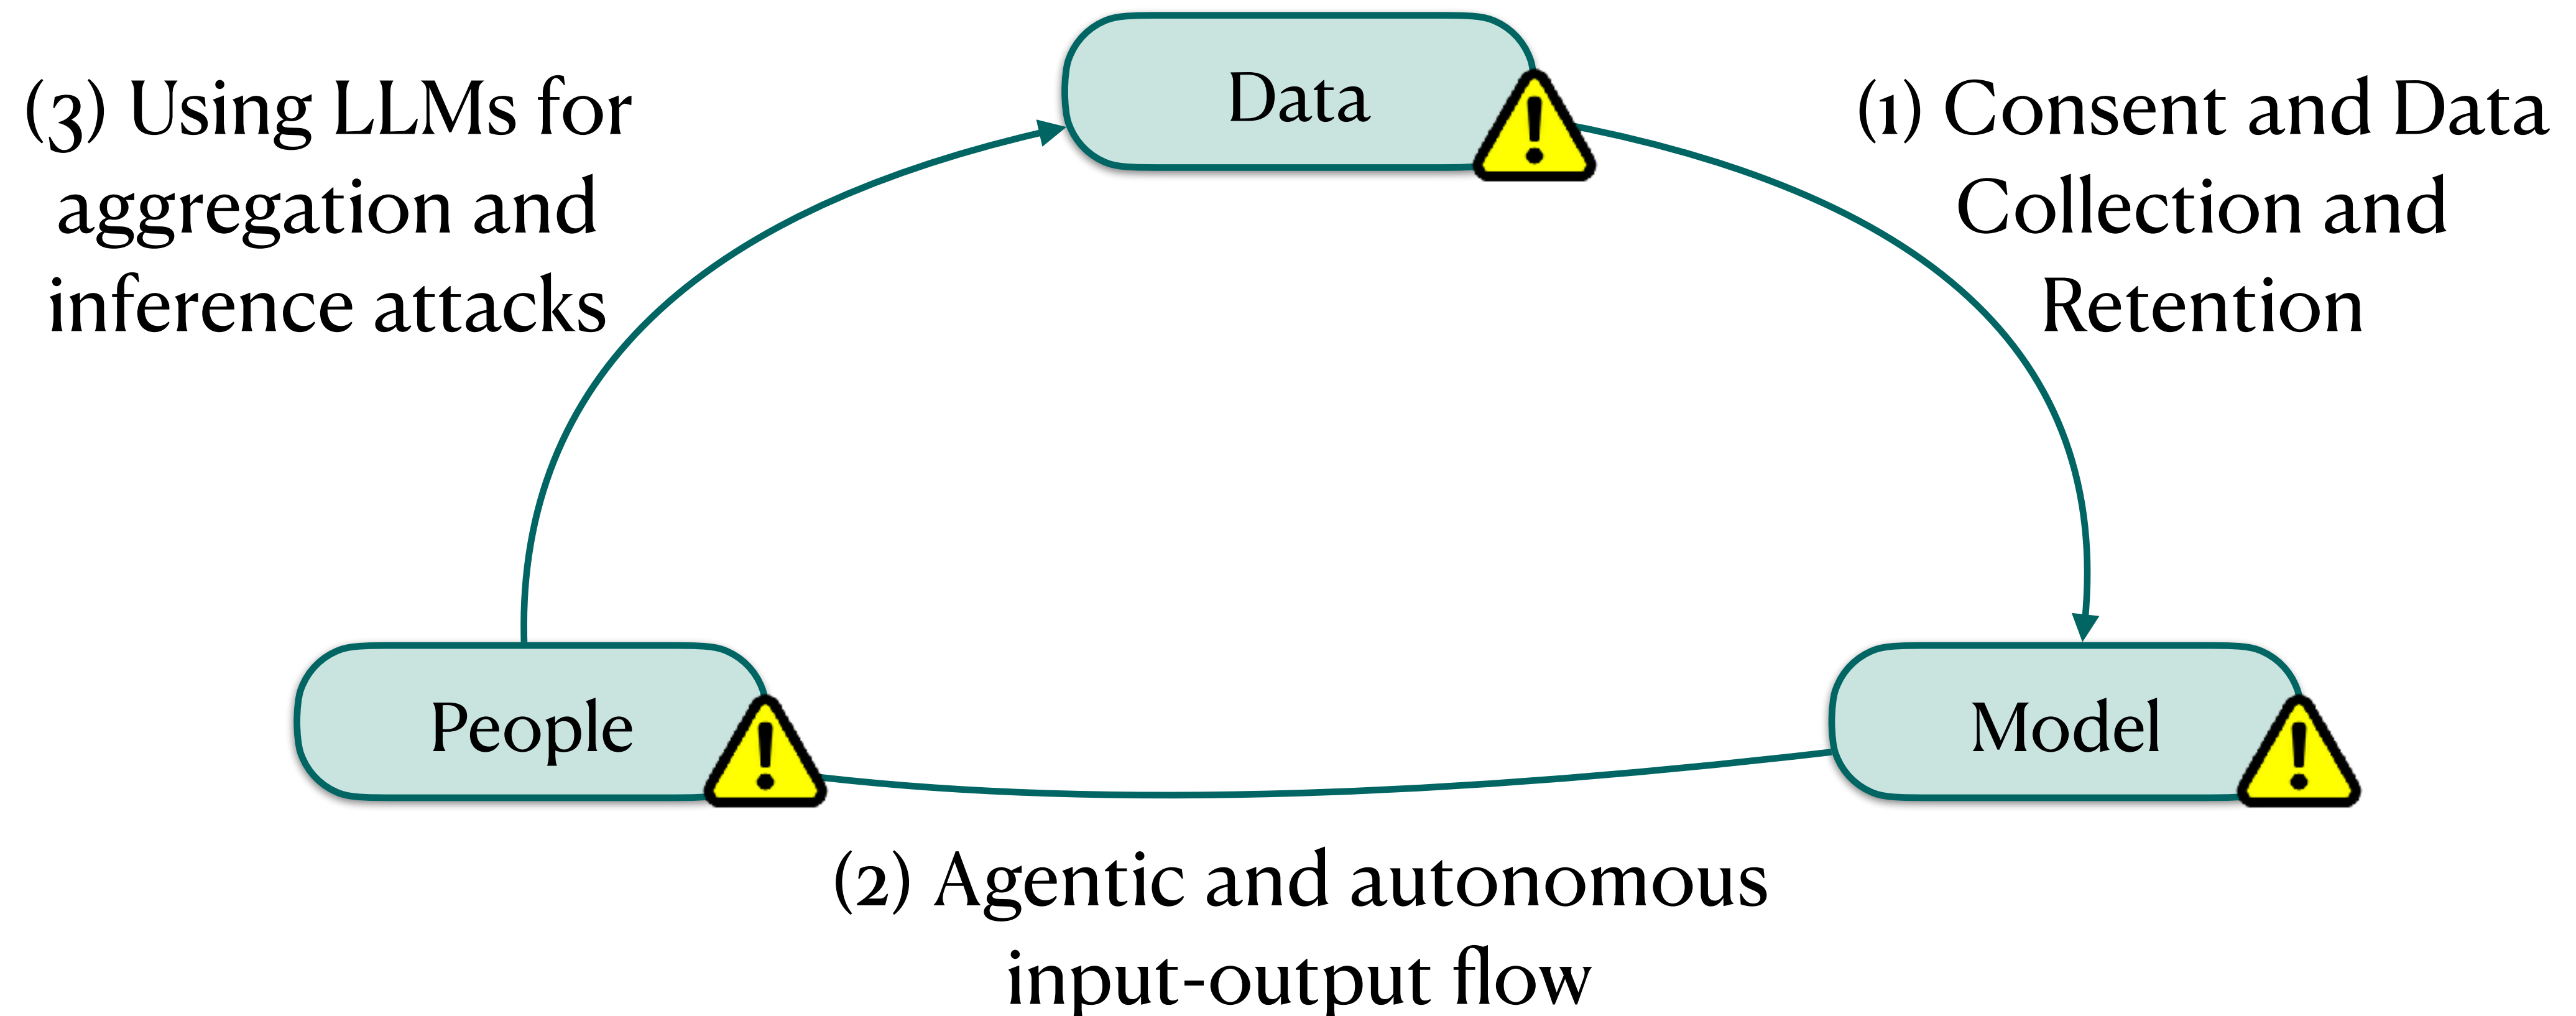 Data
(1) Consent and Data
Collection and
Retention
(3) Using LLMs for
aggregation and
inference attacks
People
Model
(2) Agentic and autonomous
input-output flow